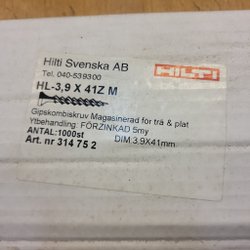 Hilti Svenska AB
Tel. 040-539300
HILTI
HL-3,9 X 41Z M
Gipskombiskruv Magasinerad för trä & plat
Ytbehandling: FÖRZINKAD 5my
ANTAL:1000st DIM.3.9X41mm
Art. nr 314 75 2